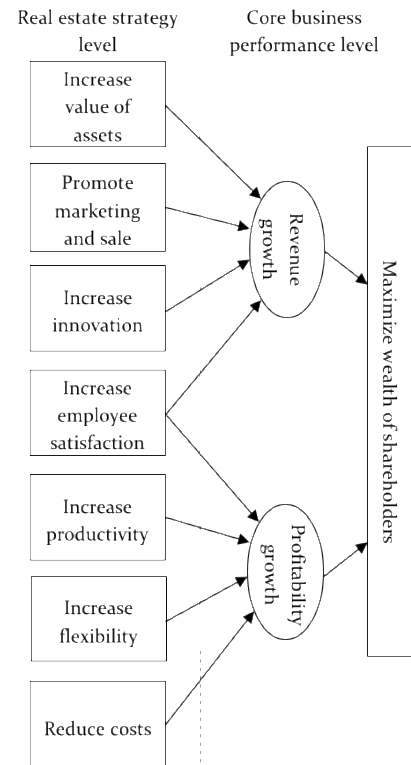 Real estate strategy
level
Core business
performance level
Increase
value of
assets
Promote
marketing
and sale
Increase
innovation
Increase
employee
satisfaction
Increase
productivity
Increase
flexibility
Reduce costs
Revenue
growth
Profitability
growth
Maximize wealth of shareholders